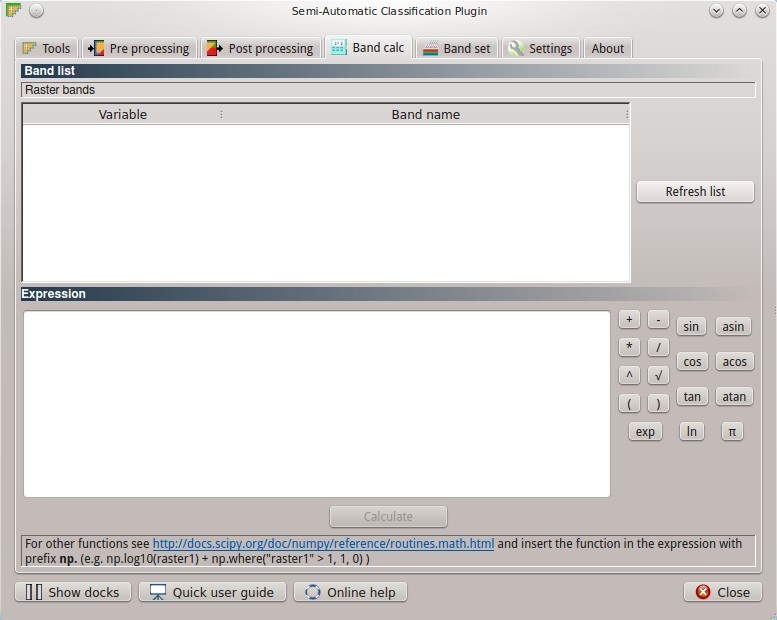 Semi-Automatic Classification Plugin
Tools Pre processing Post processing Band calc Band set Settings About
Band list
Raster bands
Variable Band name
Refresh list
Expression
+ - sin asin
* / cos acos
^ √ tan atan
( )
exp ln π
Calculate
For other functions see http://docs.scipy.org/doc/numpy/reference/routines.math.html and insert the function in the expression with
prefix np. (e.g. np.log10(raster1) + np.where("raster1" > 1, 1, 0) )
Show docks Quick user guide Online help Close